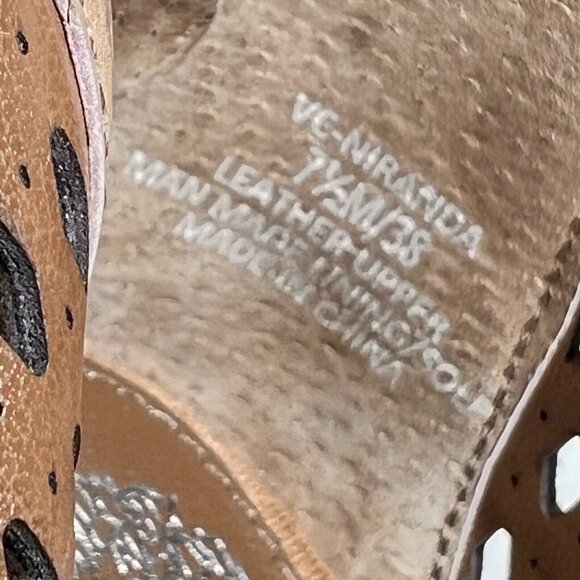 VC-NIRANDA
7½M/38
LEATHER UPPER
MAN MADE LINING/SOLE
MADE IN CHINA